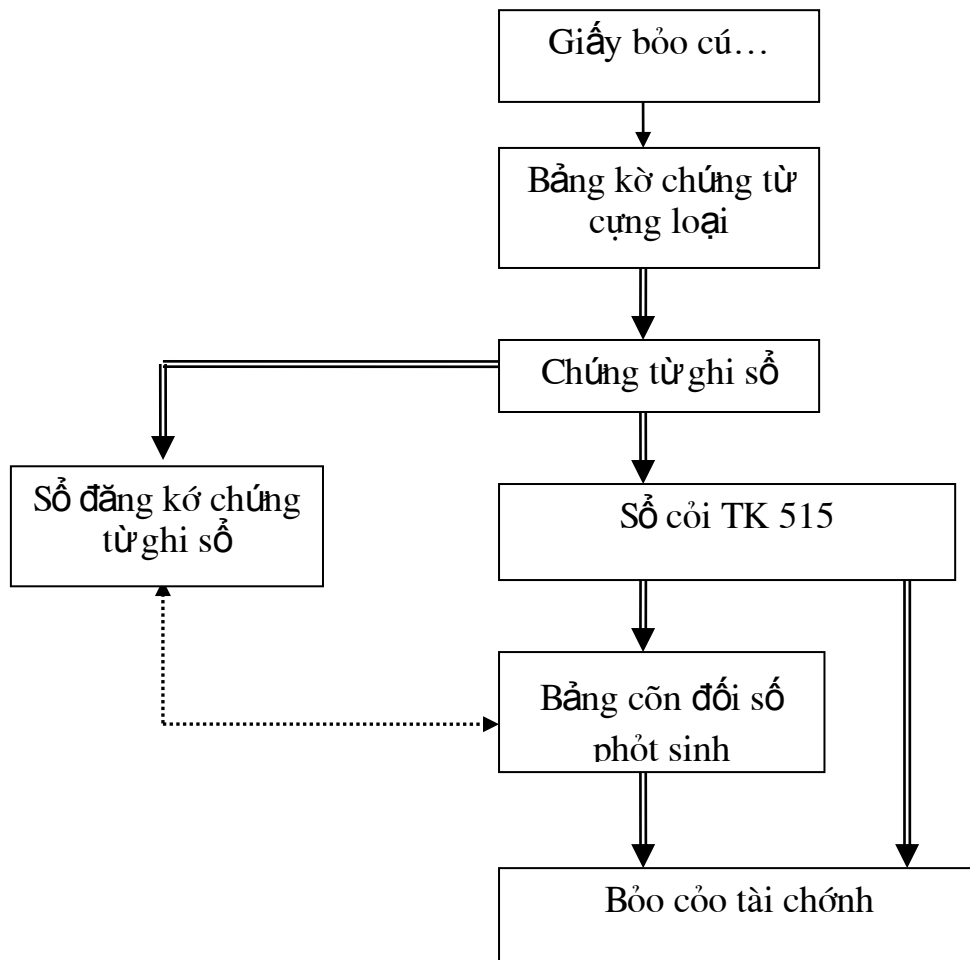 Giấy bỏo cú…
Bảng kờ chứng từ
cựng loại
Chứng từ ghi sổ
Sổ đăng kớ chứng
từ ghi sổ
Sổ cỏi TK 515
Bảng cõn đối số
phỏt sinh
Bỏo cỏo tài chớnh